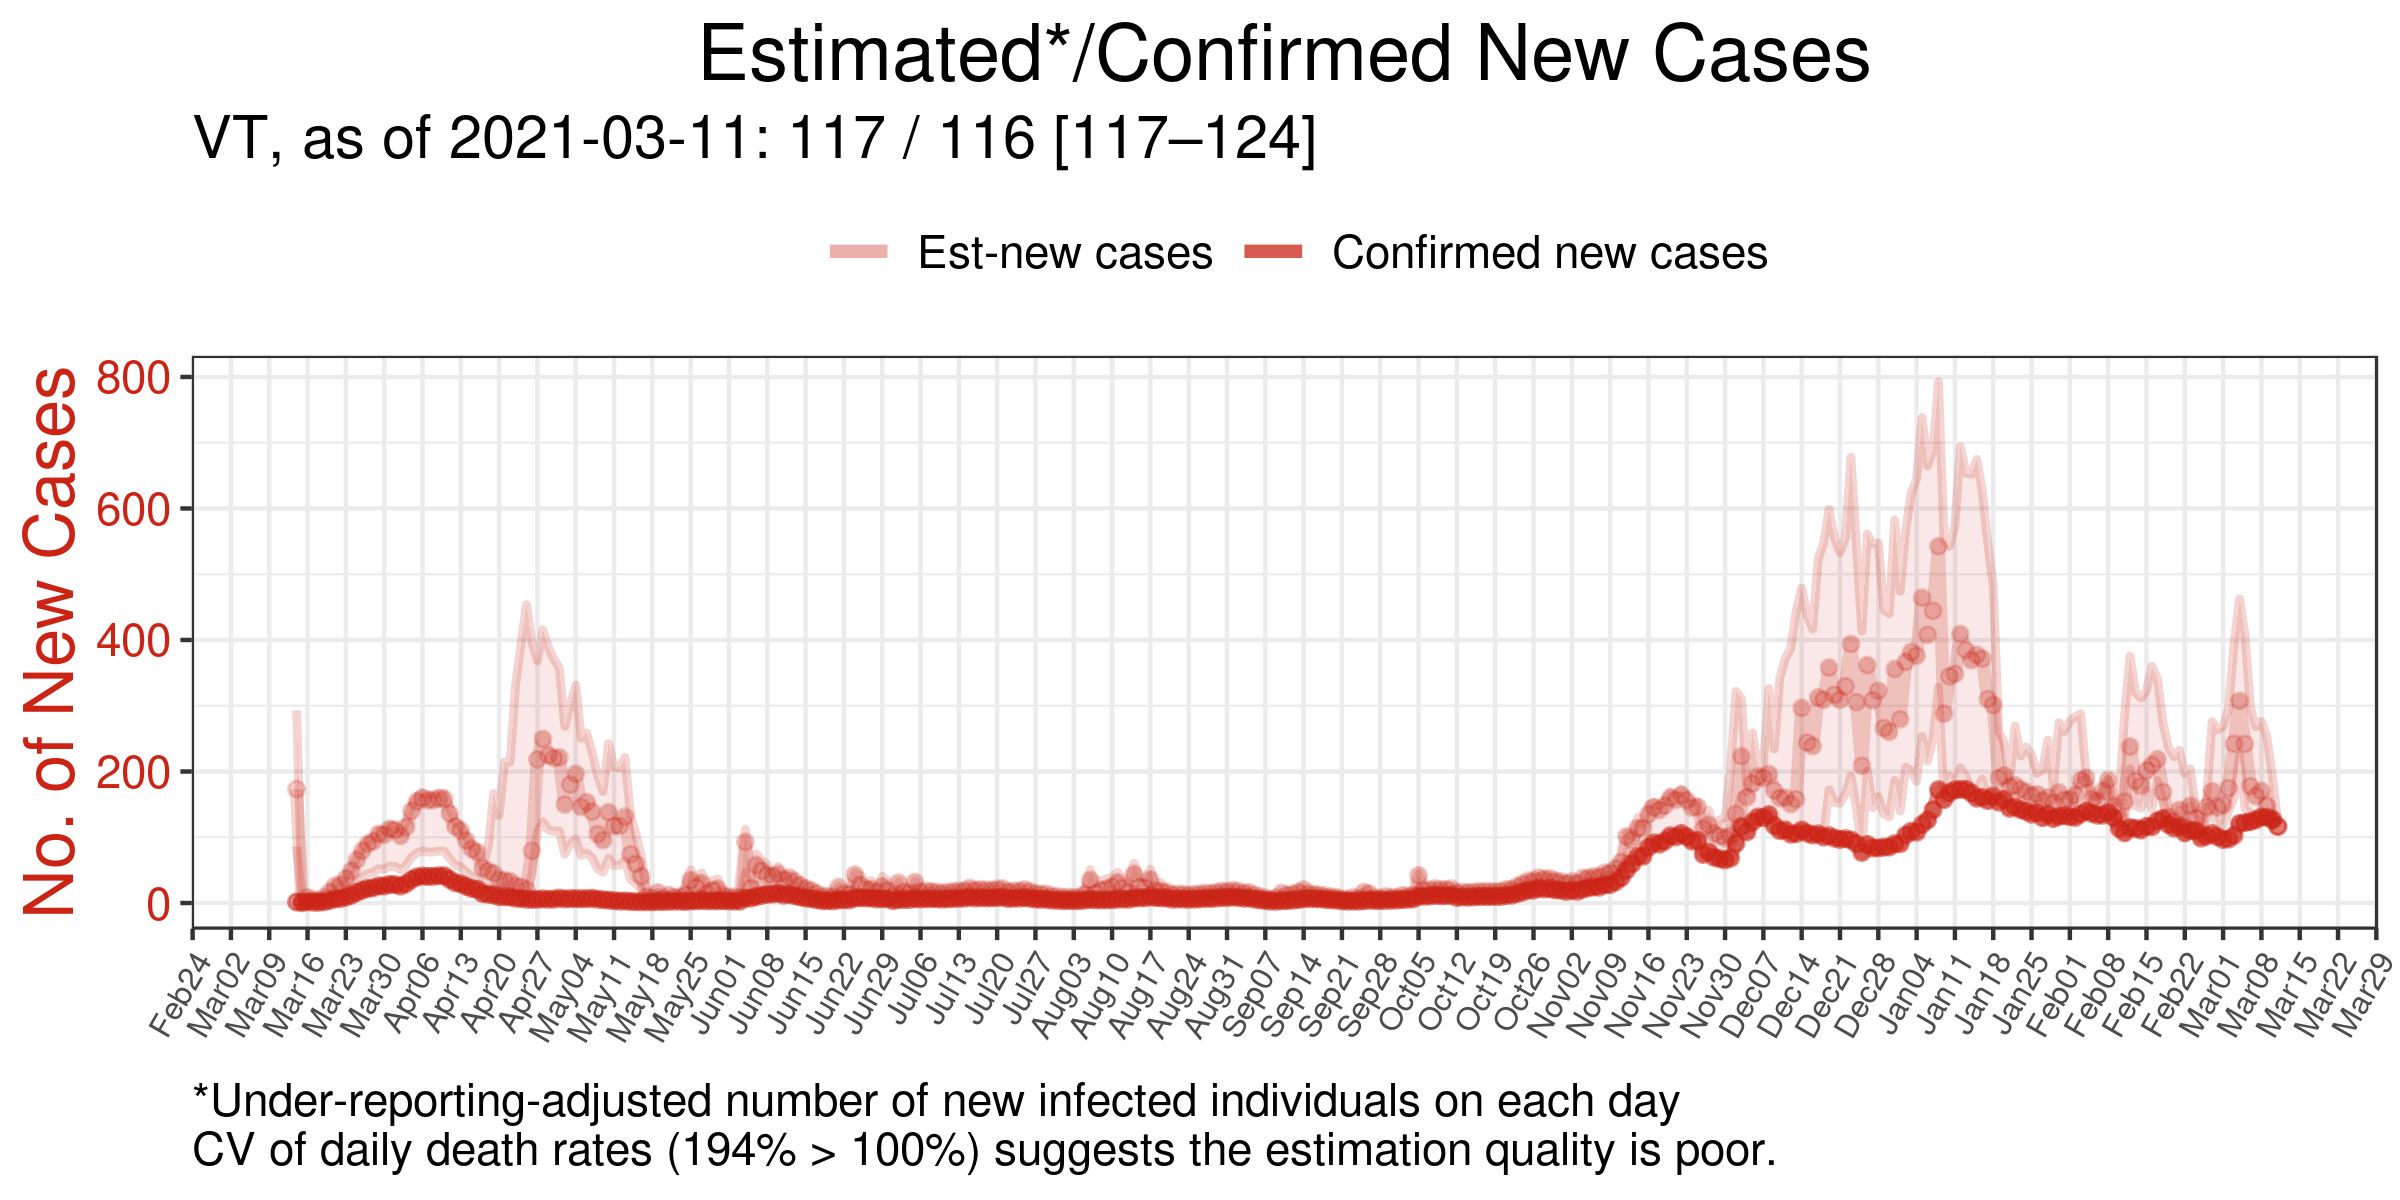 Estimated*/Confirmed New Cases
VT, as of 2021-03-11: 117 / 116 [117–124]
Est-new cases
Confirmed new cases
No. of New Cases
800
600
400
200
0
Feb24
Mar02
Mar09
Mar16
Mar23
Mar30
Apr06
Apr13
Apr20
Apr27
May04
May11
May18
May25
Jun01
Jun08
Jun15
Jun22
Jun29
Jul06
Jul13
Jul20
Jul27
Aug03
Aug10
Aug17
Aug24
Aug31
Sep07
Sep14
Sep21
Sep28
Oct05
Oct12
Oct19
Oct26
Nov02
Nov09
Nov16
Nov23
Nov30
Dec07
Dec14
Dec21
Dec28
Jan04
Jan11
Jan18
Jan25
Feb01
Feb08
Feb15
Feb22
Mar01
Mar08
Mar15
Mar22
Mar29
*Under-reporting-adjusted number of new infected individuals on each day
CV of daily death rates (194% > 100%) suggests the estimation quality is poor.